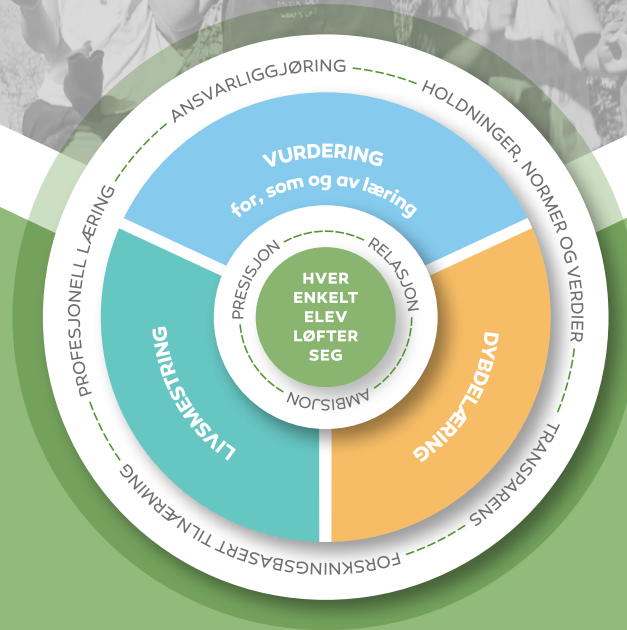 ANSVARLIGGJØRING
HOLDNINGER, NORMER OG VERDIER
TRANSPARENS
FORSKNINGSBASERT TILNÆRMING
PROFESJONELL LÆRING
VURDERING
for, som og av læring
DYBDELÆRING
LIVSMESTRING
PRESISJON
RELASJON
AMBISJON
HVER
ENKELT
ELEV
LØFTER
SEG